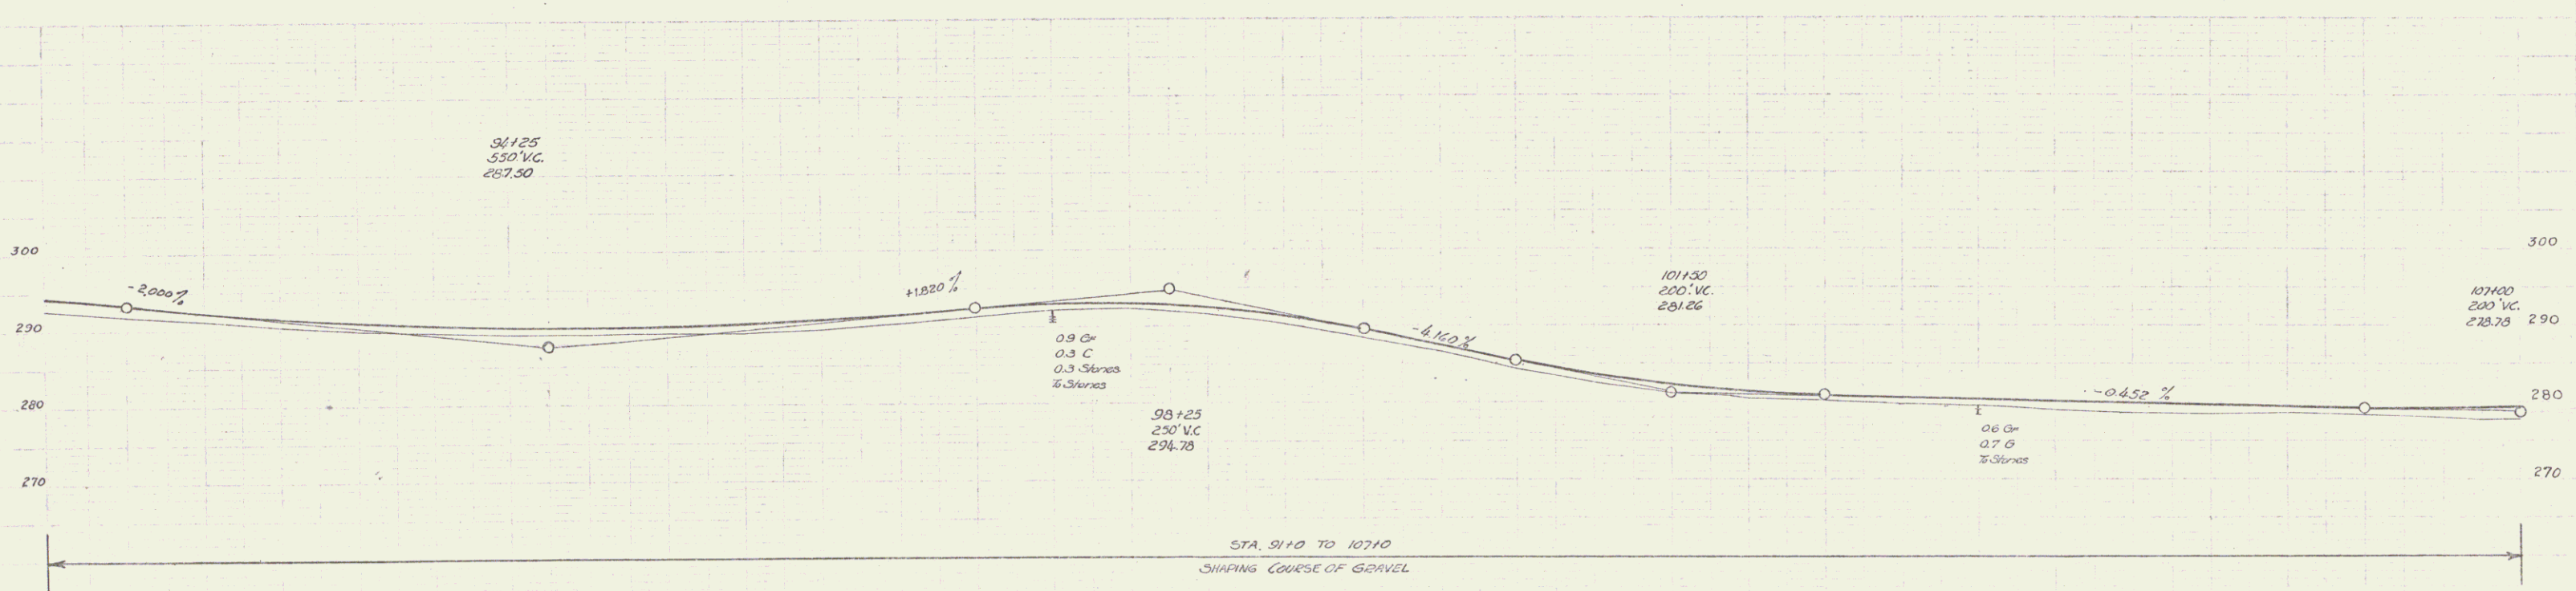 94+25
550' V.C.
287.50
300
300
-2.000%
+1.820%
101+50
200' V.C.
281.26
107+00
200' V.C.
278.78
290
290
-4.160%
0.9 Gr
0.3 C
0.3 Stones
To Stones
280
280
-0.452 %
98+25
250' V.C
294.78
0.6 Gr
0.7 G
To Stones
270
270
STA. 91+0 TO 107+0
SHAPING COURSE OF GRAVEL